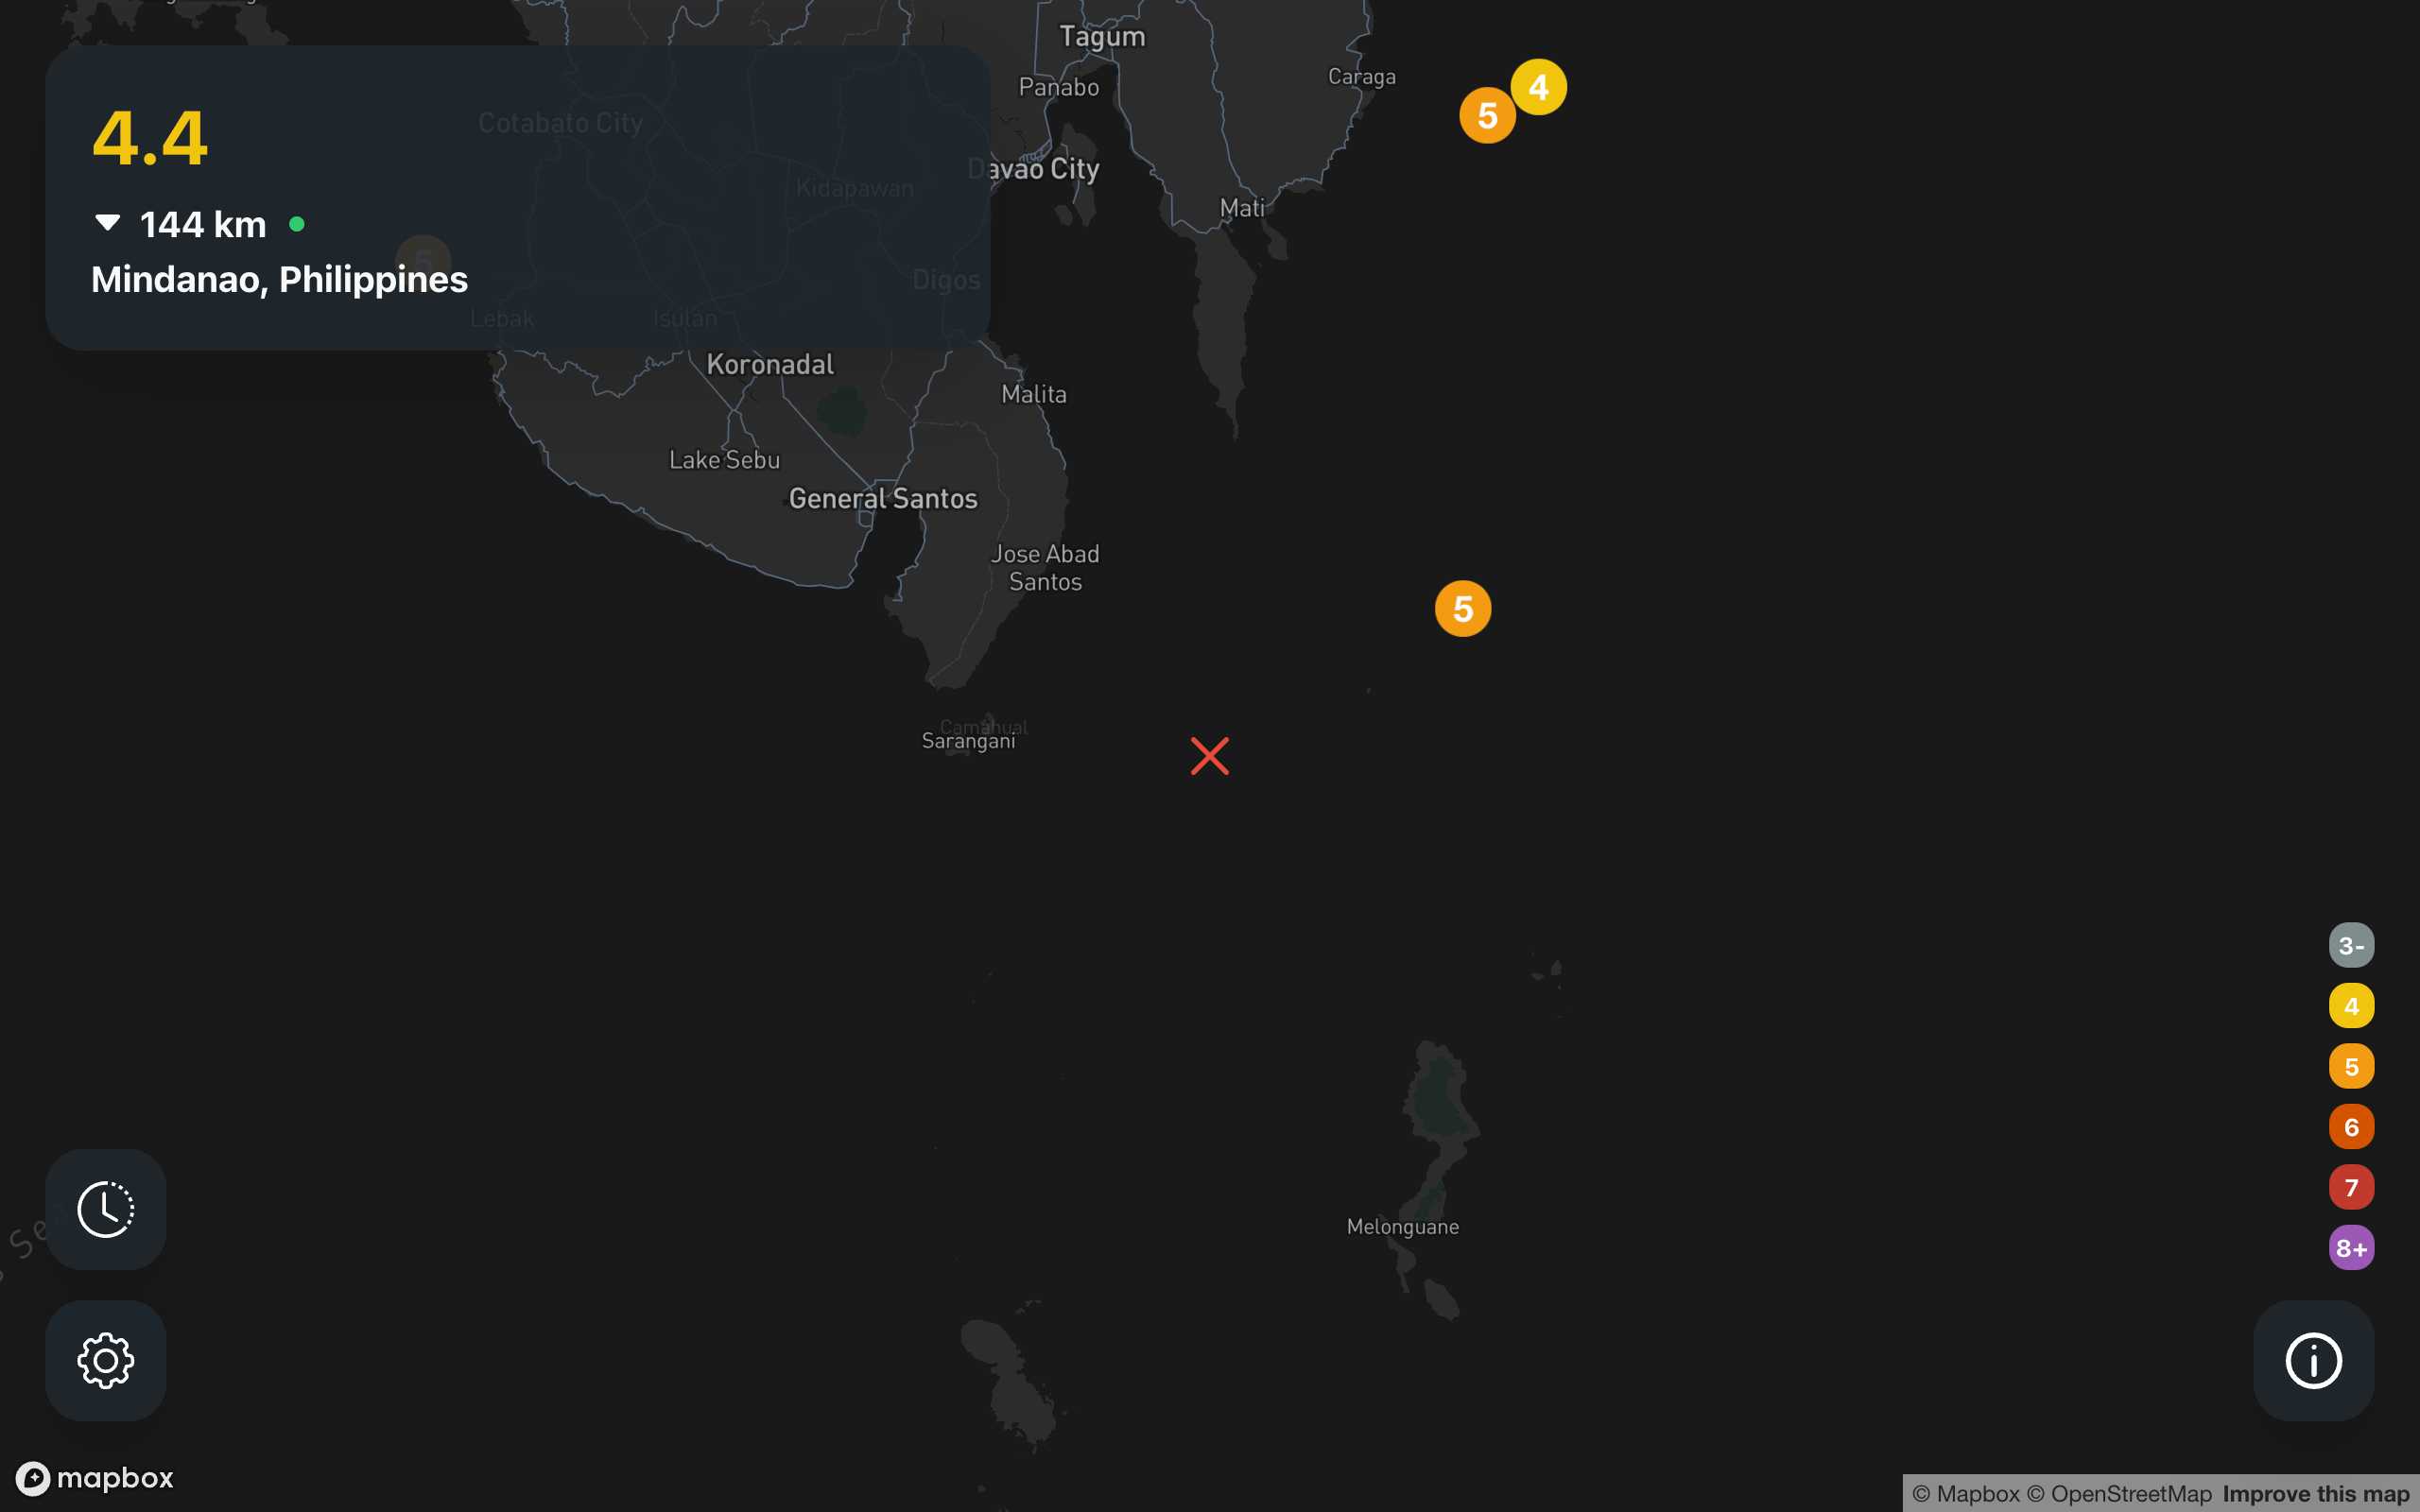 Tagum
Caraga
Panabo
4
5
4.4
Cotabato City
Davao City
Kidapawan
Mati
144 km
5
Mindanao, Philippines
Digos
Lebak
Isulan
Koronadal
Malita
Lake Sebu
General Santos
Jose Abad
Santos
5
Camahual
Sarangani
3-
4
5
6
7
8+
Melonguane
Sea
mapbox
© Mapbox © OpenStreetMap Improve this map